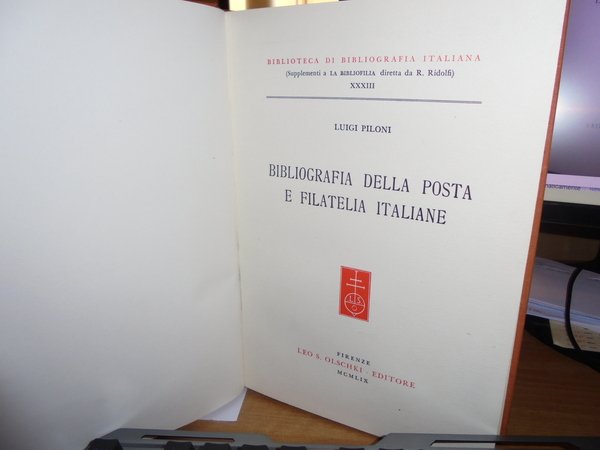 BIBLIOTECA DI BIBLIOGRAFIA ITALIANA
(Supplementi a LA BIBLIOFILIA diretta da R. Ridolfi)
XXXIII
LUIGI PILONI
BIBLIOGRAFIA DELLA POSTA
E FILATELIA ITALIANE
L S
O
FIRENZE
LEO S. OLSCHKI - EDITORE
MCMLIX